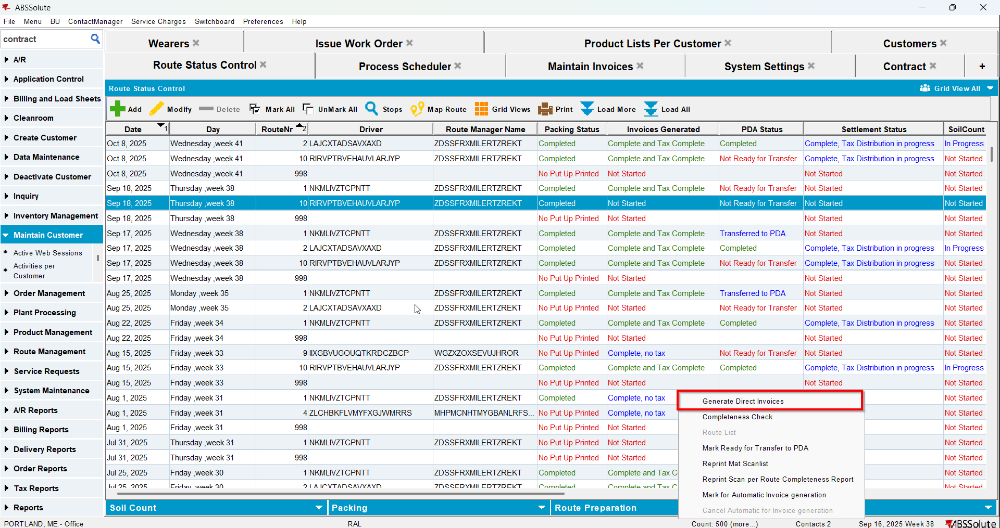 ABSSolute
File Menu BU ContactManager Service Charges Switchboard Preferences Help
contract
Wearers Issue Work Order Product Lists Per Customer Customers
Route Status Control Process Scheduler Maintain Invoices System Settings Contract +
Route Status Control Grid View All
Add Modify Delete Mark All UnMark All Stops Map Route Grid Views Print Load More Load All
A/R
Application Control
Billing and Load Sheets
Cleanroom
Create Customer
Data Maintenance
Deactivate Customer
Inquiry
Inventory Management
Maintain Customer
Active Web Sessions
Activities per
Customer
Order Management
Plant Processing
Product Management
Route Management
Service Requests
System Maintenance
A/R Reports
Billing Reports
Delivery Reports
Order Reports
Tax Reports
Reports
Date 1 Day RouteNr 2 Driver Route Manager Name Packing Status Invoices Generated PDA Status Settlement Status SoilCount
Oct 8, 2025 Wednesday ,week 41 2 LAJCXTADSAVXAXD ZDSSFRXMILERTZREKT Completed Complete and Tax Complete Completed Complete, Tax Distribution in progress In Progress
Oct 8, 2025 Wednesday ,week 41 10 RIRVPTBVEHAUVLARJYP ZDSSFRXMILERTZREKT Completed Complete and Tax Complete Not Ready for Transfer Complete, Tax Distribution in progress Not Started
Oct 8, 2025 Wednesday ,week 41 998 No Put Up Printed Not Started Not Started Not Started
Sep 18, 2025 Thursday ,week 38 1 NKMLIVZTCPNTT ZDSSFRXMILERTZREKT Completed Complete and Tax Complete Not Ready for Transfer Not Started Not Started
Sep 18, 2025 Thursday ,week 38 10 RIRVPTBVEHAUVLARJYP ZDSSFRXMILERTZREKT Completed Not Started Not Ready for Transfer Not Started Not Started
Sep 18, 2025 Thursday ,week 38 998 No Put Up Printed Not Started Not Started Not Started
Sep 17, 2025 Wednesday ,week 38 1 NKMLIVZTCPNTT ZDSSFRXMILERTZREKT Completed Complete and Tax Complete Transferred to PDA Not Started Not Started
Sep 17, 2025 Wednesday ,week 38 2 LAJCXTADSAVXAXD ZDSSFRXMILERTZREKT Completed Complete and Tax Complete Completed Complete, Tax Distribution in progress In Progress
Sep 17, 2025 Wednesday ,week 38 10 RIRVPTBVEHAUVLARJYP ZDSSFRXMILERTZREKT Completed Complete and Tax Complete Not Ready for Transfer Complete, Tax Distribution in progress Not Started
Sep 17, 2025 Wednesday ,week 38 998 No Put Up Printed Not Started Not Started Not Started
Aug 25, 2025 Monday ,week 35 1 NKMLIVZTCPNTT ZDSSFRXMILERTZREKT Completed Complete and Tax Complete Transferred to PDA Not Started Not Started
Aug 25, 2025 Monday ,week 35 2 LAJCXTADSAVXAXD ZDSSFRXMILERTZREKT No Put Up Printed Not Started Not Ready for Transfer Not Started Not Started
Aug 22, 2025 Friday ,week 34 1 NKMLIVZTCPNTT ZDSSFRXMILERTZREKT Completed Complete and Tax Complete Completed Complete, Tax Distribution in progress Not Started
Aug 22, 2025 Friday ,week 34 998 No Put Up Printed Not Started Not Started Not Started
Aug 15, 2025 Friday ,week 33 9 IIXGBVUGOUQTKRDCZBCP WGZXZOXSEVUJHROR No Put Up Printed Complete, no tax Not Ready for Transfer Not Started Not Started
Aug 15, 2025 Friday ,week 33 10 RIRVPTBVEHAUVLARJYP ZDSSFRXMILERTZREKT Completed Complete and Tax Complete Completed Complete, Tax Distribution in progress In Progress
Aug 15, 2025 Friday ,week 33 998 No Put Up Printed Not Started Not Started Not Started
Aug 1, 2025 Friday ,week 31 1 NKMLIVZTCPNTT ZDSSFRXMILERTZREKT Completed Complete, no tax Not Started
Aug 1, 2025 Friday ,week 31 4 ZLCHBKFLVMYFXGJWMRRS MHPMCNHTMYGBANLRFS... No Put Up Printed Complete, no tax Not Started
Aug 1, 2025 Friday ,week 31 998 No Put Up Printed Not Started Not Started
Jul 31, 2025 Thursday ,week 31 1 NKMLIVZTCPNTT ZDSSFRXMILERTZREKT No Put Up Printed Not Started Not Started
Jul 31, 2025 Thursday ,week 31 998 No Put Up Printed Not Started Not Started
Jul 25, 2025 Friday ,week 30 1 NKMLIVZTCPNTT ZDSSFRXMILERTZREKT Completed Complete and Tax C Not Started
Jul 25, 2025 Friday ,week 30 2 LAJCXTADSAVXAXD ZDSSFRXMILERTZREKT Completed Complete and Tax C Not Started
Generate Direct Invoices
Completeness Check
Route List
Mark Ready for Transfer to PDA
Reprint Mat Scanlist
Reprint Scan per Route Completeness Report
Mark for Automatic Invoice generation
Cancel Automatic for Invoice generation
Soil Count Packing Route Preparation
PORTLAND, ME - Office RAL Count: 500 (more...) Contacts 2 Sep 16, 2025 Week 38 ABSSolute